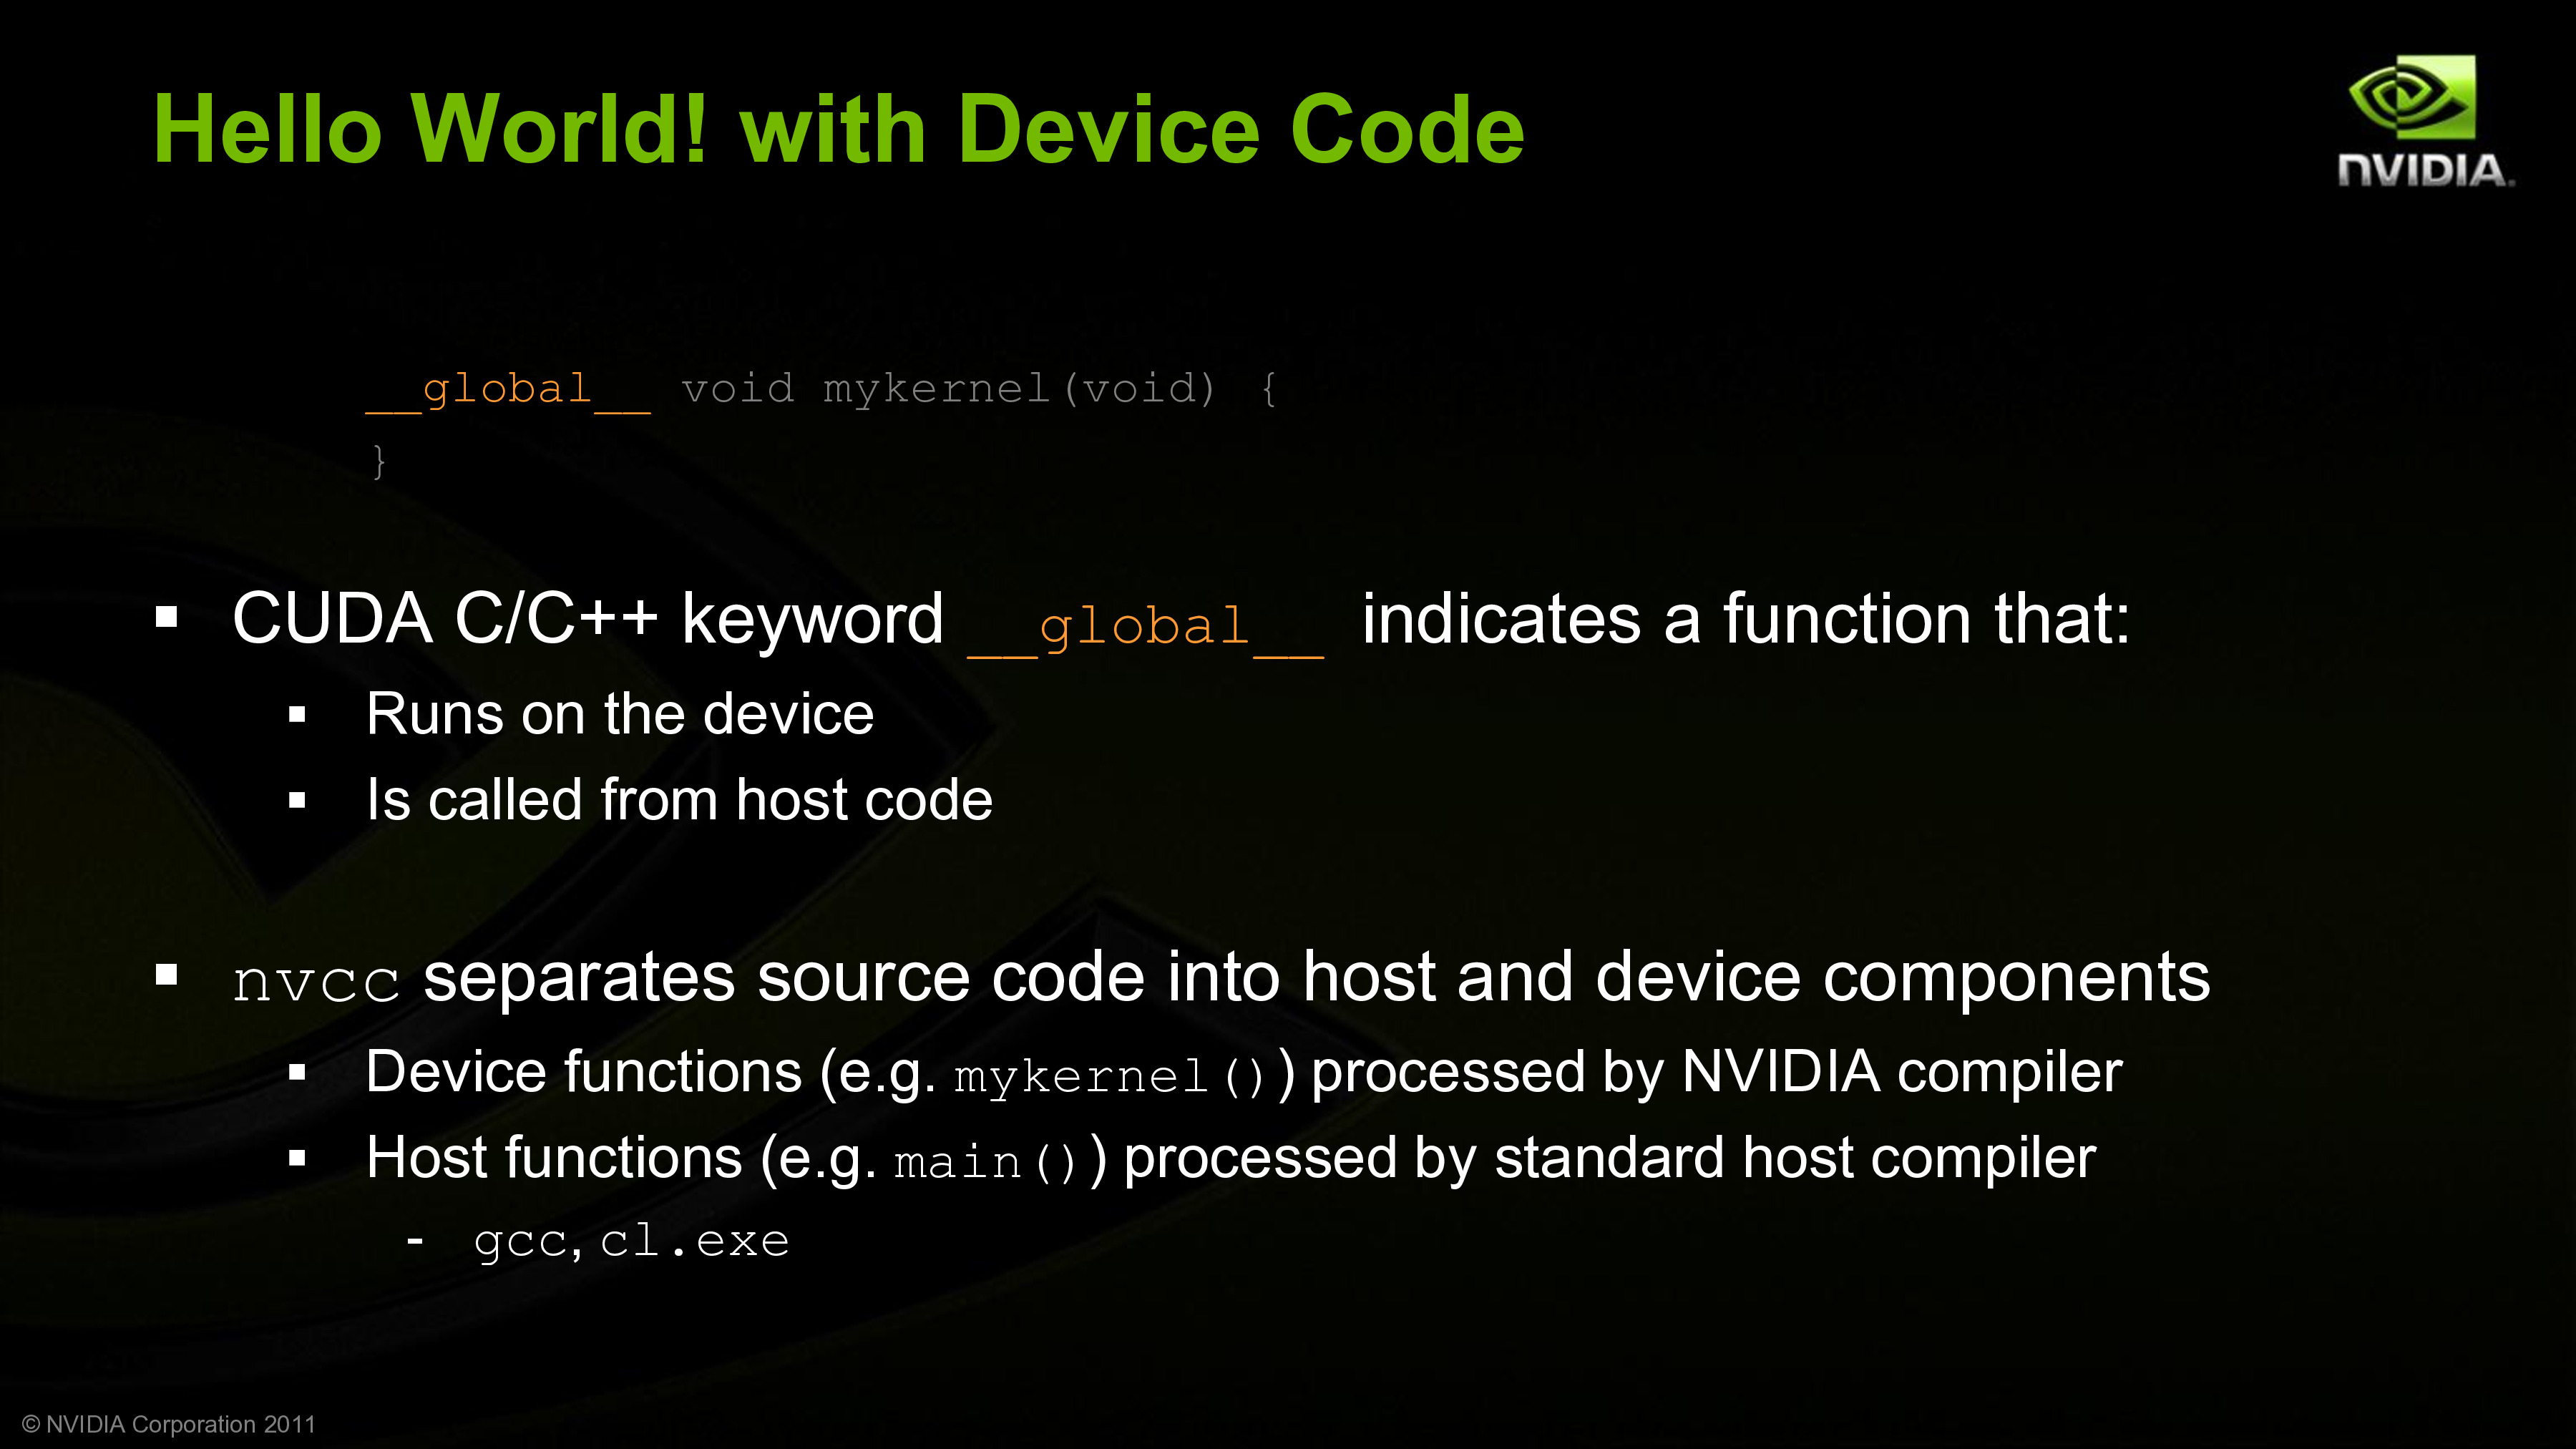 Hello World! with Device Code
NVIDIA.
__global__ void mykernel(void) {
}
▪ CUDA C/C++ keyword __global__ indicates a function that:
▪ Runs on the device
▪ Is called from host code
▪ nvcc separates source code into host and device components
▪ Device functions (e.g. mykernel()) processed by NVIDIA compiler
▪ Host functions (e.g. main()) processed by standard host compiler
- gcc, cl.exe
© NVIDIA Corporation 2011